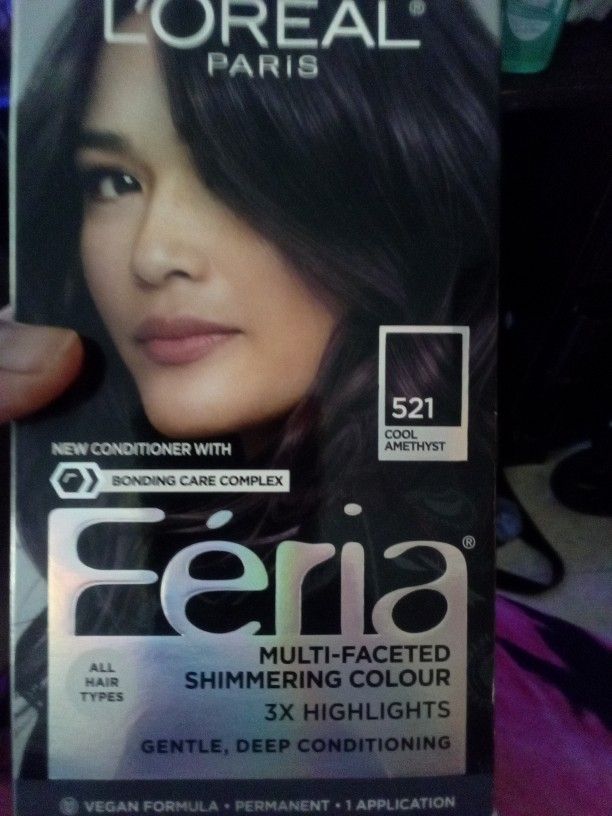 L'ORÉAL®
PARIS
521
COOL
AMETHYST
NEW CONDITIONER WITH
BONDING CARE COMPLEX
Féria®
ALL
HAIR
TYPES
MULTI-FACETED
SHIMMERING COLOUR
3X HIGHLIGHTS
GENTLE, DEEP CONDITIONING
VEGAN FORMULA • PERMANENT • 1 APPLICATION